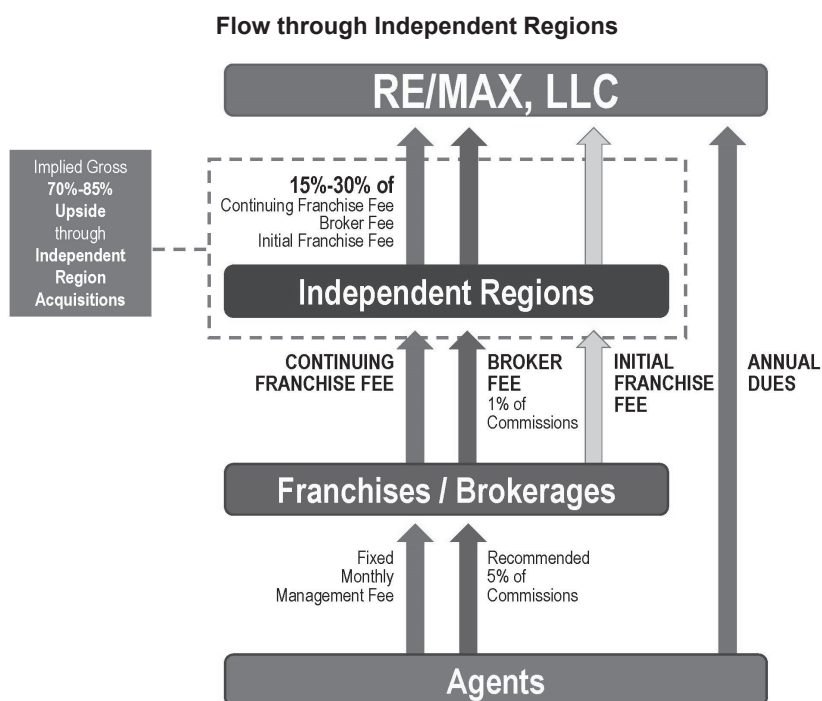 Flow through Independent Regions
RE/MAX, LLC
Implied Gross
70%-85%
Upside
through
Independent
Region
Acquisitions
15%-30% of
Continuing Franchise Fee
Broker Fee
Initial Franchise Fee
Independent Regions
CONTINUING
FRANCHISE FEE
BROKER
FEE
1% of
Commissions
INITIAL
FRANCHISE
FEE
ANNUAL
DUES
Franchises / Brokerages
Fixed
Monthly
Management Fee
Recommended
5% of
Commissions
Agents